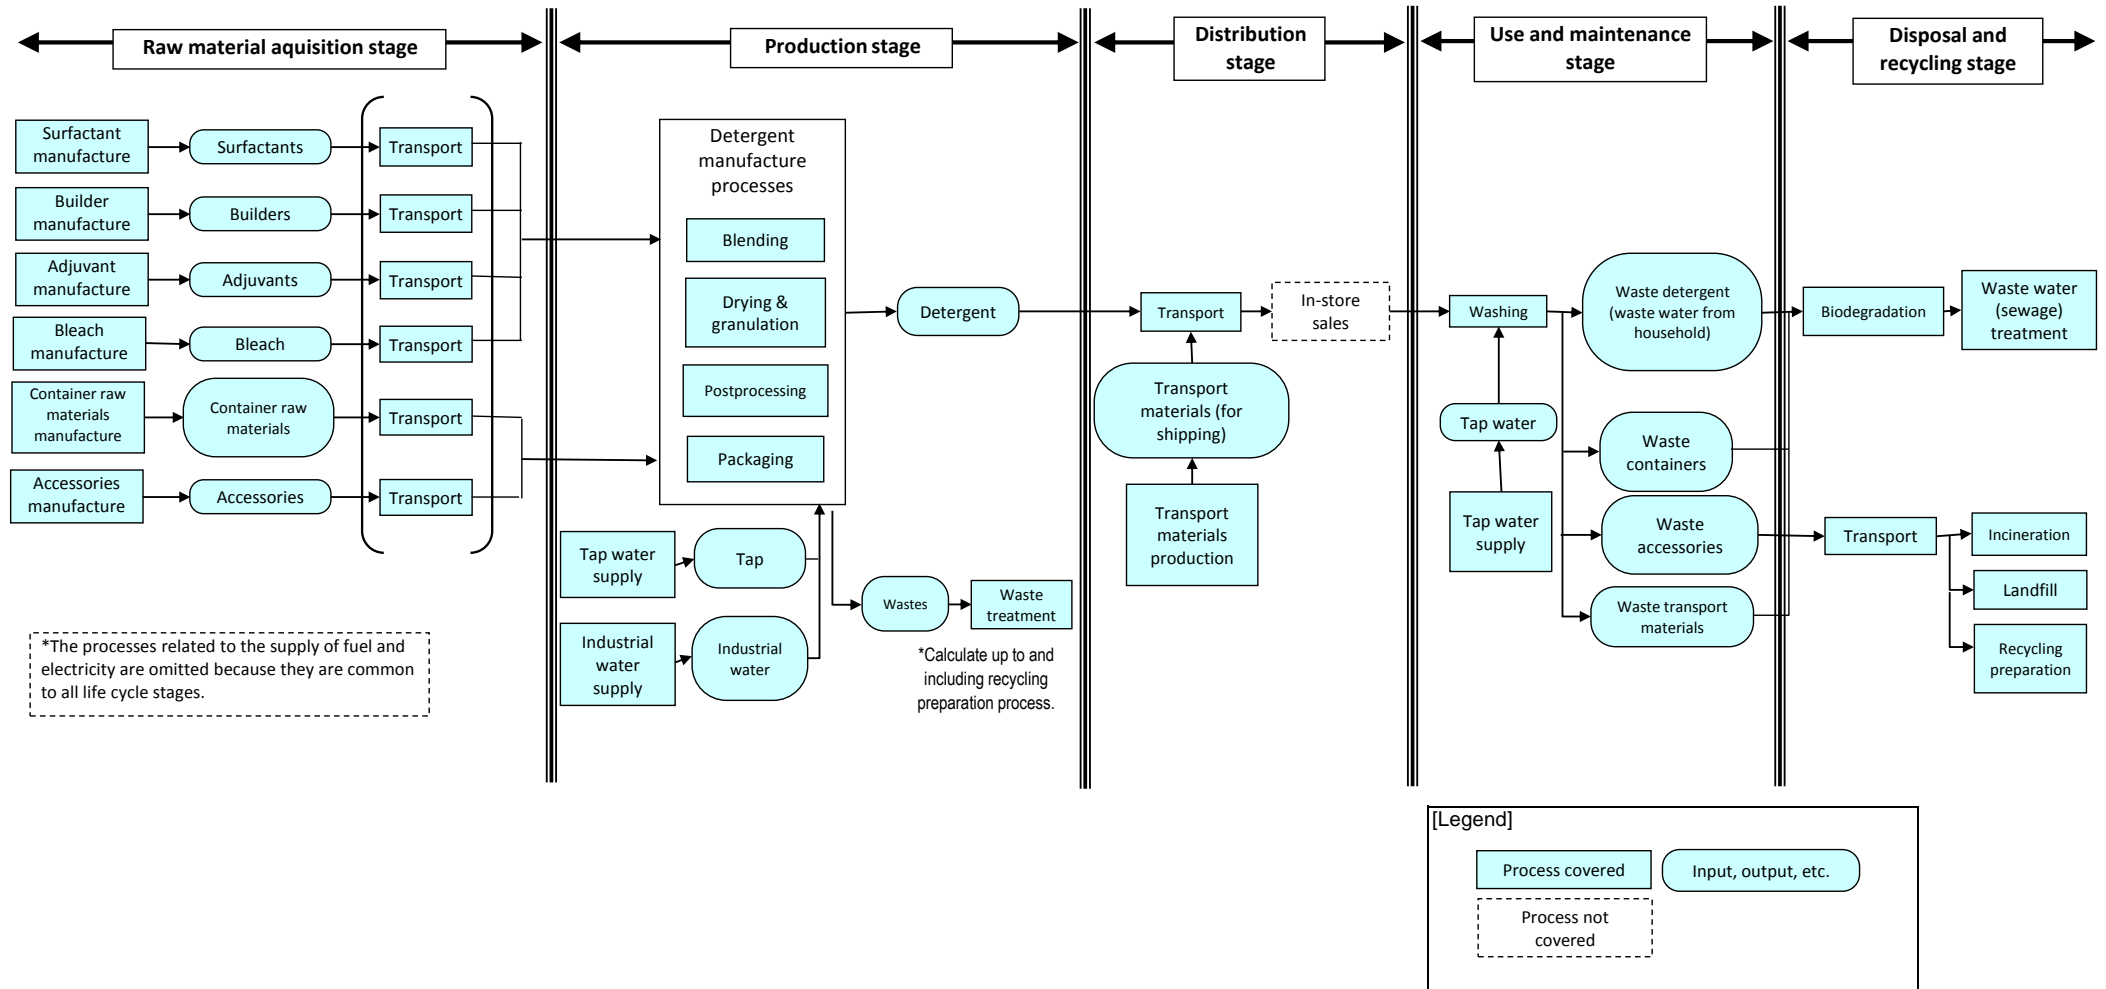 Raw material aquisition stage
Production stage
Distribution
stage
Use and maintenance
stage
Disposal and
recycling stage
Surfactant
manufacture
Surfactants
Transport
Builder
manufacture
Builders
Transport
Adjuvant
manufacture
Adjuvants
Transport
Bleach
manufacture
Bleach
Transport
Container raw
materials
manufacture
Container raw
materials
Transport
Accessories
manufacture
Accessories
Transport
*The processes related to the supply of fuel and
electricity are omitted because they are common
to all life cycle stages.
Detergent
manufacture
processes
Blending
Drying &
granulation
Postprocessing
Packaging
Detergent
Tap water
supply
Tap
Industrial
water
supply
Industrial
water
Wastes
Waste
treatment
*Calculate up to and
including recycling
preparation process.
Transport
In-store
sales
Transport
materials (for
shipping)
Transport
materials
production
Washing
Tap water
Tap water
supply
Waste detergent
(waste water from
household)
Waste
containers
Waste
accessories
Waste transport
materials
Biodegradation
Waste water
(sewage)
treatment
Transport
Incineration
Landfill
Recycling
preparation
[Legend]
Process covered
Input, output, etc.
Process not
covered